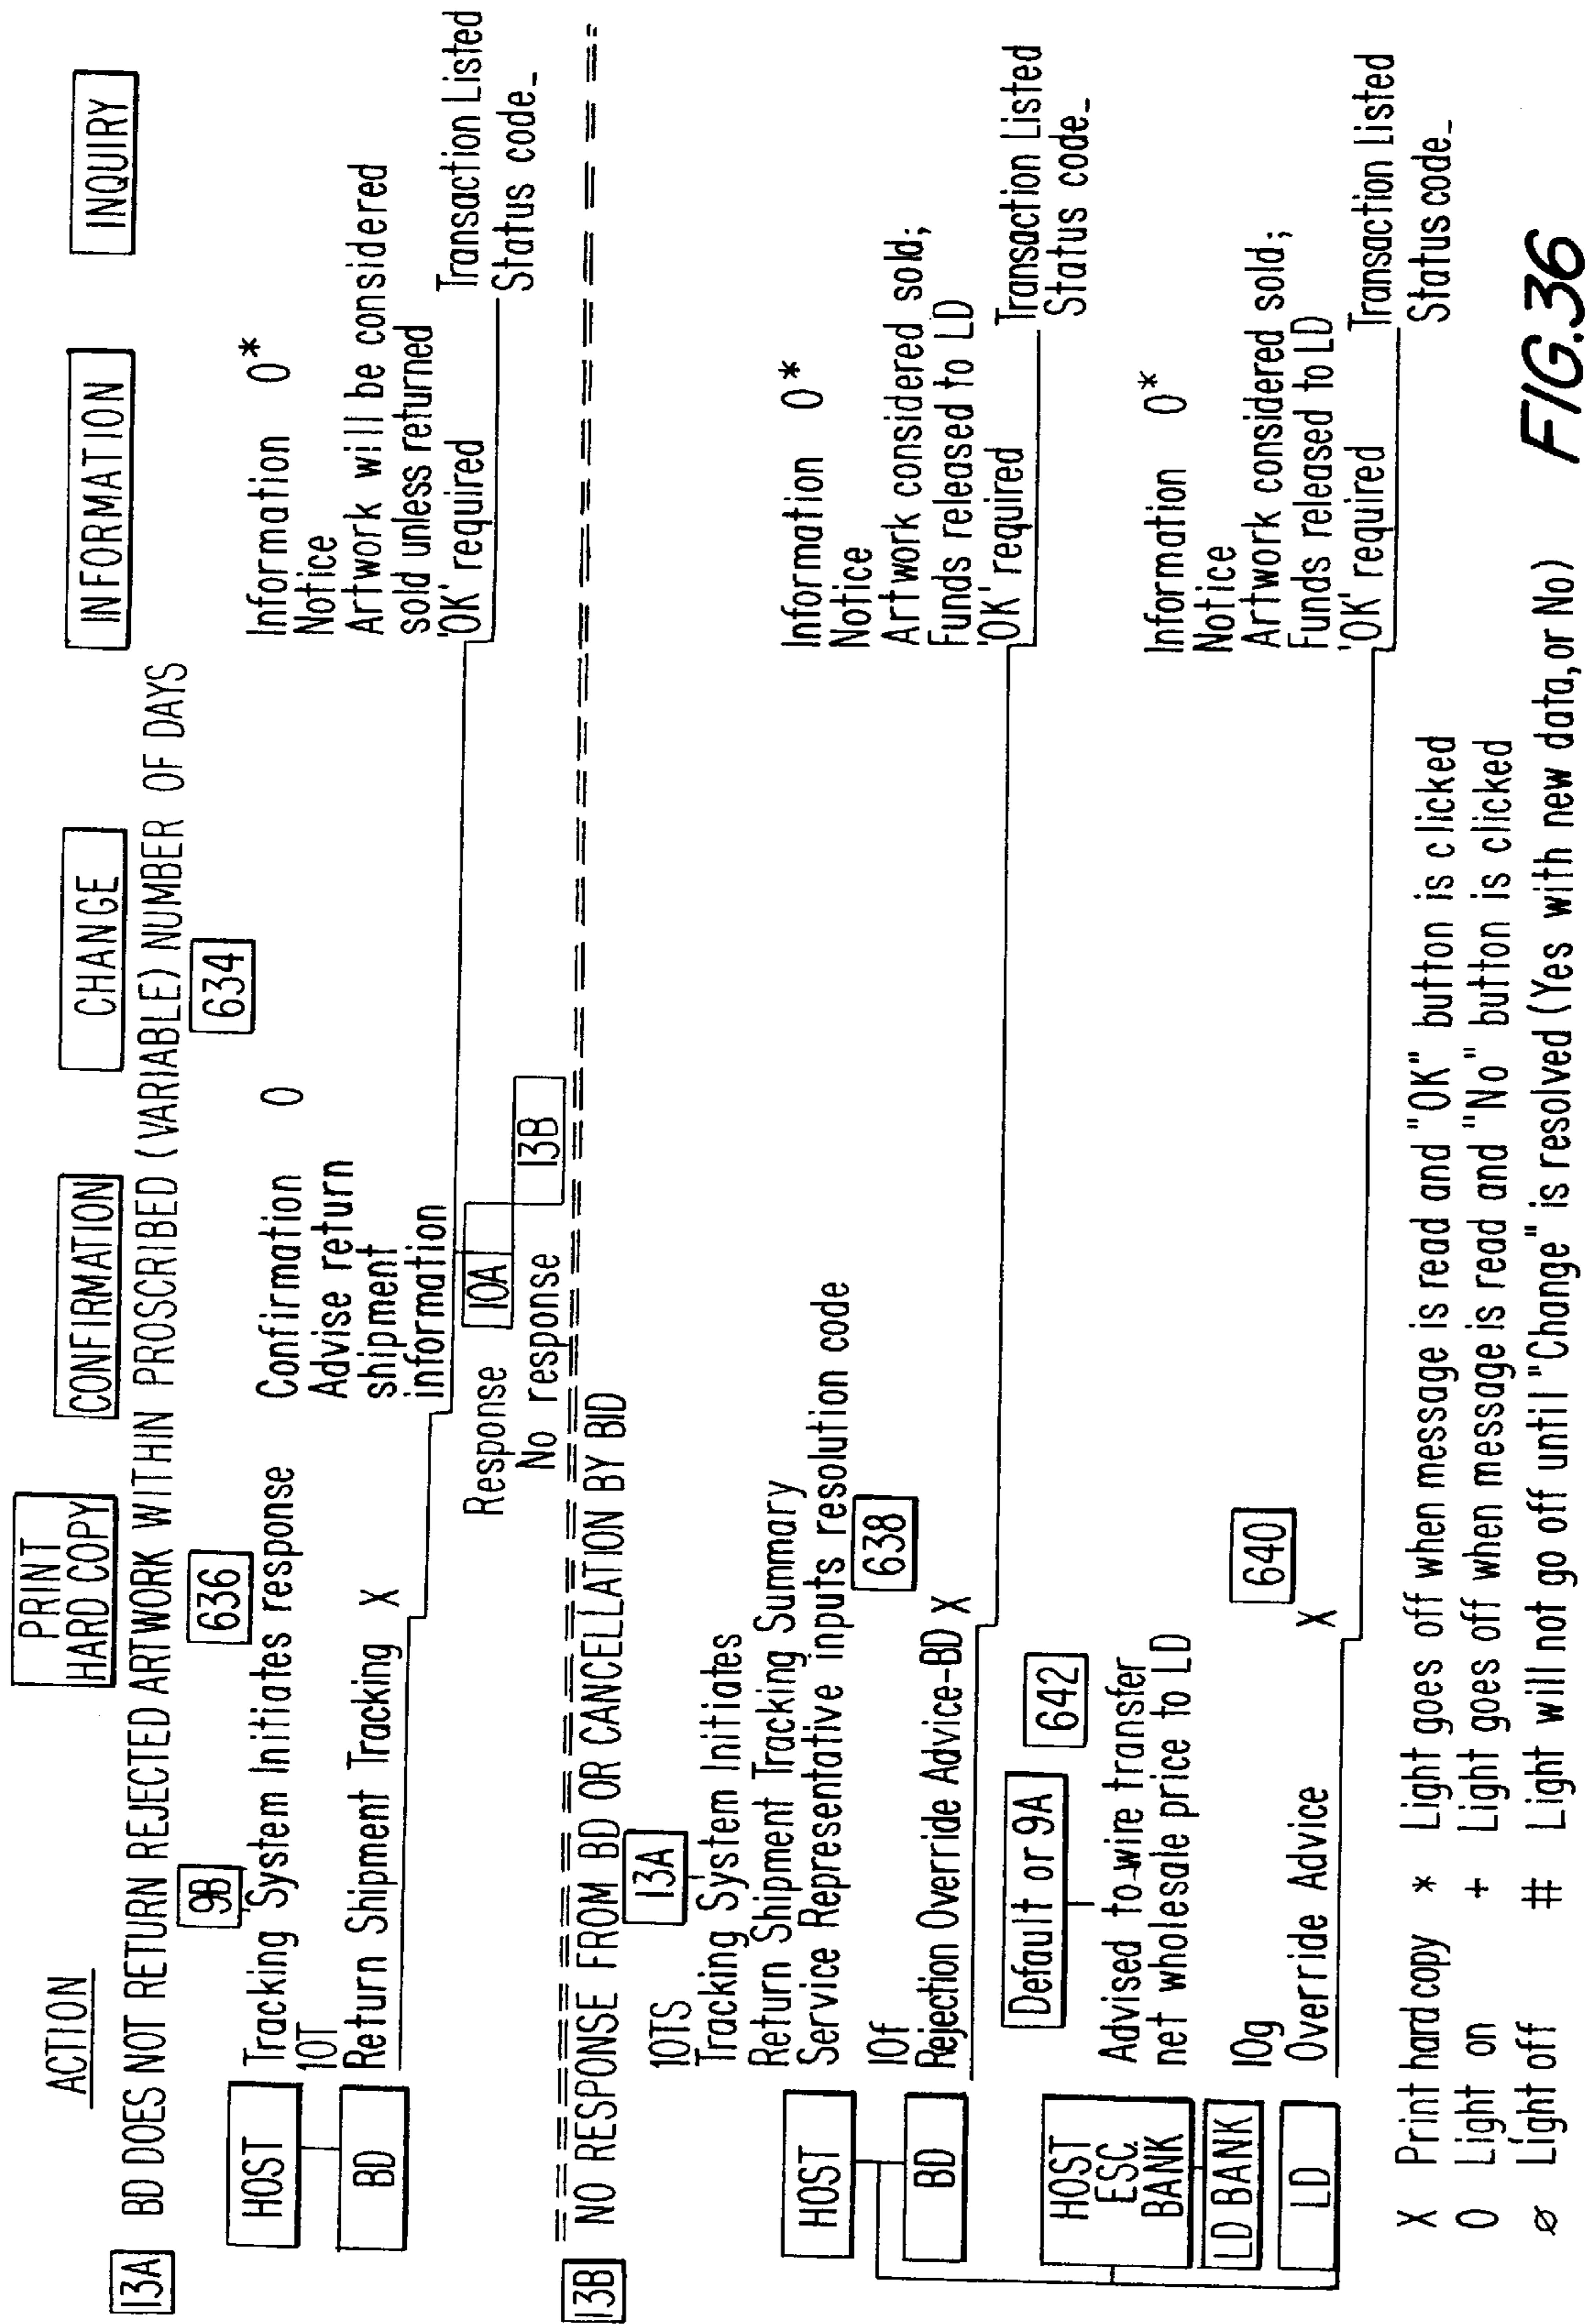 ACTION
PRINT
HARD COPY
CONFIRMATION
CHANGE
INFORMATION
INQUIRY
13A
BD DOES NOT RETURN REJECTED ARTWORK WITHIN PROSCRIBED (VARIABLE) NUMBER OF DAYS
9B
636
634
HOST
Tracking System Initiates response
10T
BD
Return Shipment Tracking X
Confirmation O
Advise return
shipment
information
Information O*
Notice
Artwork will be considered
sold unless returned
'OK' required
Transaction Listed
Status code_
Response
10A
No response
13B
13B
NO RESPONSE FROM BD OR CANCELLATION BY BID
13A
10TS
Tracking System Initiates
Return Shipment Tracking Summary
Service Representative inputs resolution code
HOST
638
10f
BD
Rejection Override Advice-BD X
Information O*
Notice
Artwork considered sold;
Funds released to LD
'OK' required
Transaction Listed
Status code_
Default or 9A
642
HOST
ESC.
BANK
Advised to wire transfer
net wholesale price to LD
LD BANK
640
10g
LD
Override Advice X
Information O*
Notice
Artwork considered sold;
Funds released to LD
'OK' required
Transaction Listed
Status code_
X Print hard copy * Light goes off when message is read and "OK" button is clicked
O Light on + Light goes off when message is read and "No" button is clicked
ø Light off # Light will not go off until "Change" is resolved (Yes with new data, or No)
FIG.36